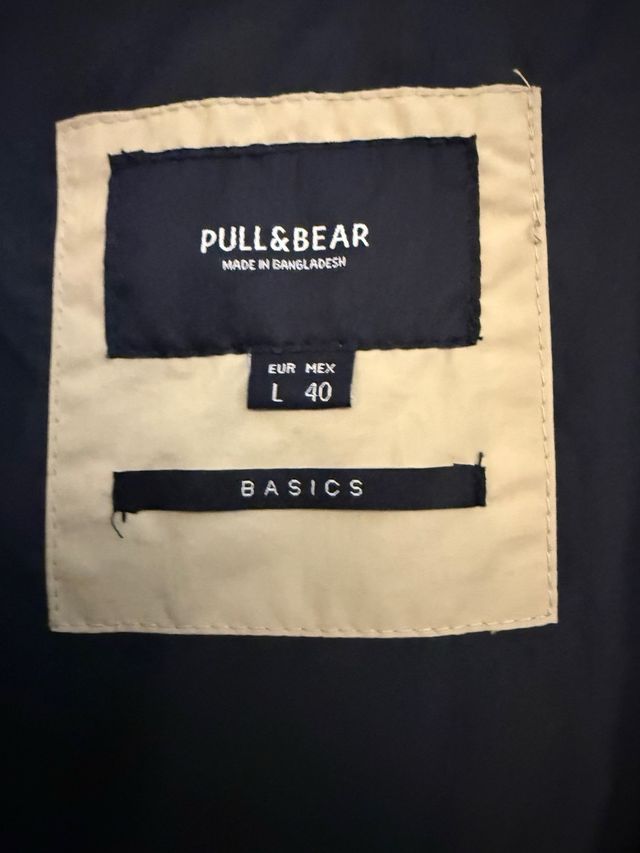 PULL&BEAR
MADE IN BANGLADESH
EUR MEX
L 40
BASICS